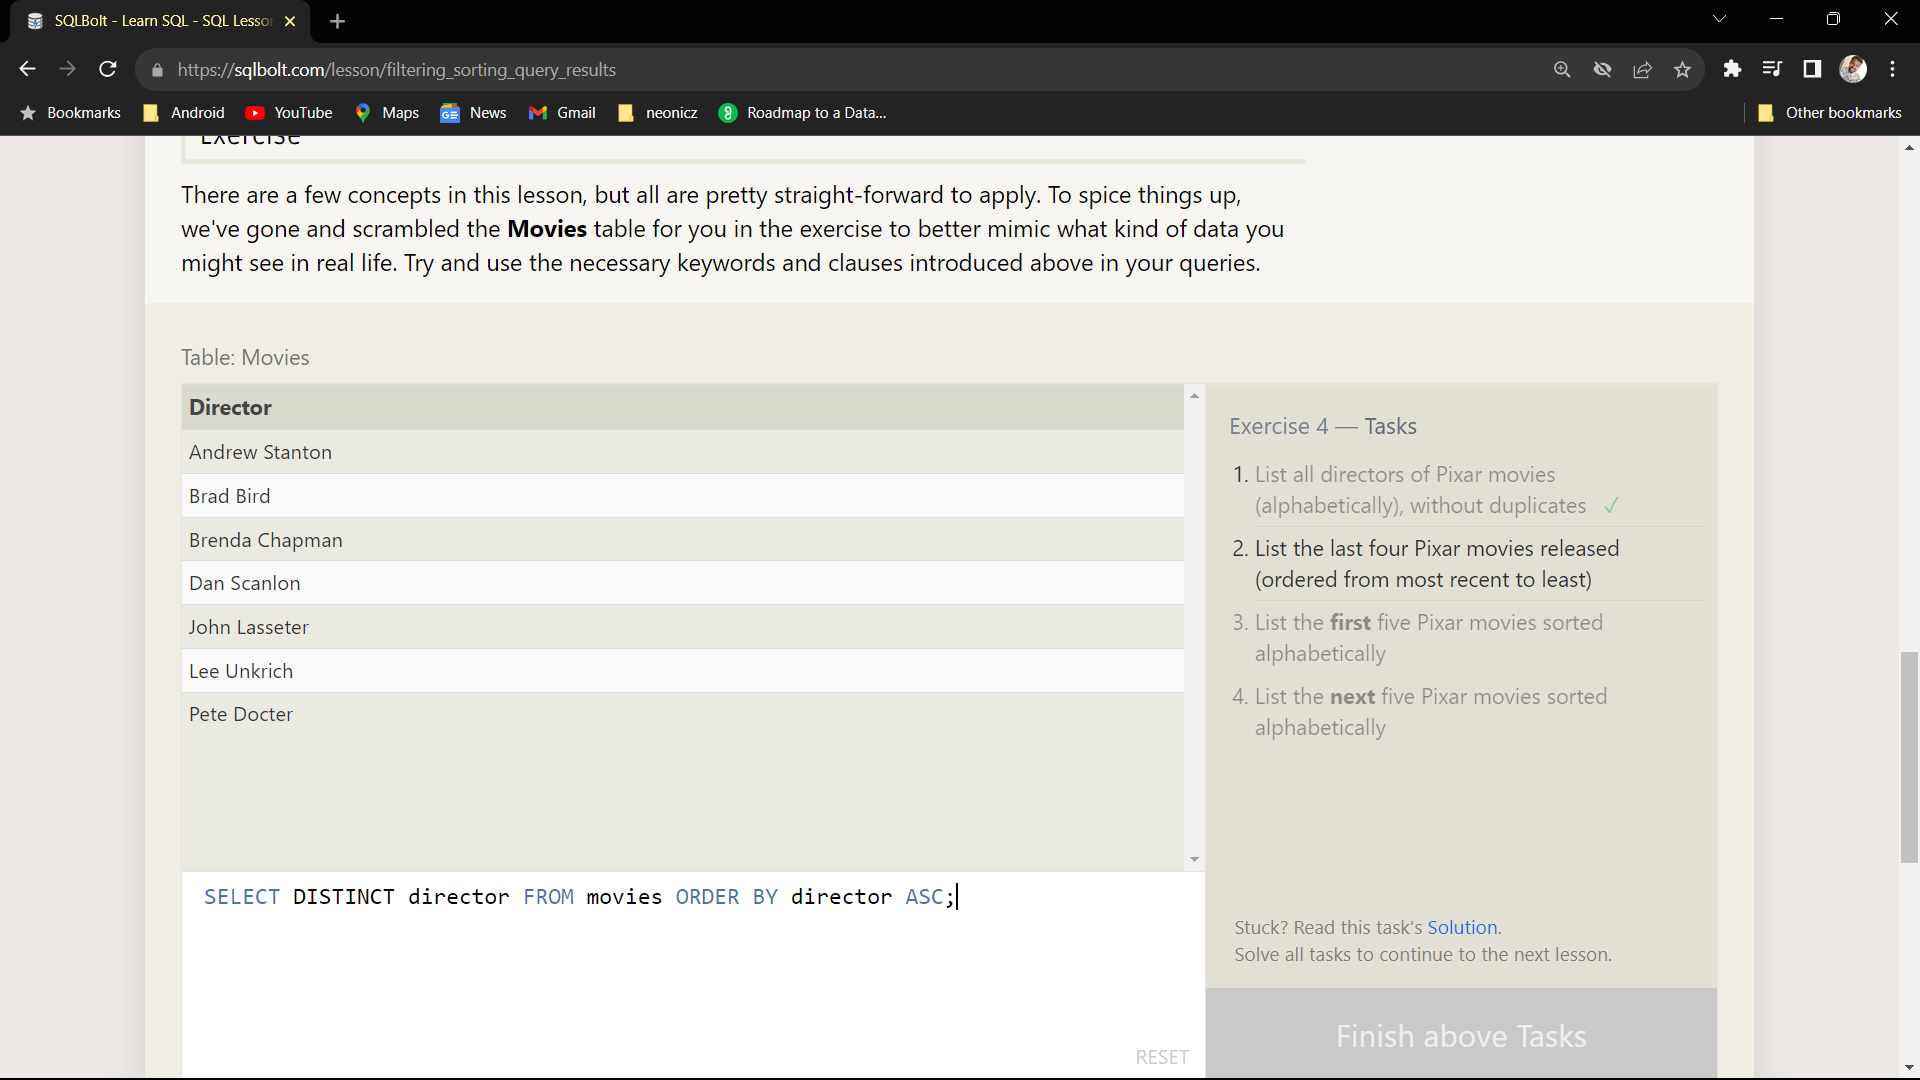 SQLBolt - Learn SQL - SQL Lesso
https://sqlbolt.com/lesson/filtering_sorting_query_results
Bookmarks Android YouTube Maps News Gmail neonicz Roadmap to a Data... Other bookmarks
Exercise
There are a few concepts in this lesson, but all are pretty straight-forward to apply. To spice things up,
we've gone and scrambled the Movies table for you in the exercise to better mimic what kind of data you
might see in real life. Try and use the necessary keywords and clauses introduced above in your queries.
Table: Movies
Director
Andrew Stanton
Brad Bird
Brenda Chapman
Dan Scanlon
John Lasseter
Lee Unkrich
Pete Docter
SELECT DISTINCT director FROM movies ORDER BY director ASC;
RESET
Exercise 4 — Tasks
1. List all directors of Pixar movies
(alphabetically), without duplicates ✓
2. List the last four Pixar movies released
(ordered from most recent to least)
3. List the first five Pixar movies sorted
alphabetically
4. List the next five Pixar movies sorted
alphabetically
Stuck? Read this task's Solution.
Solve all tasks to continue to the next lesson.
Finish above Tasks